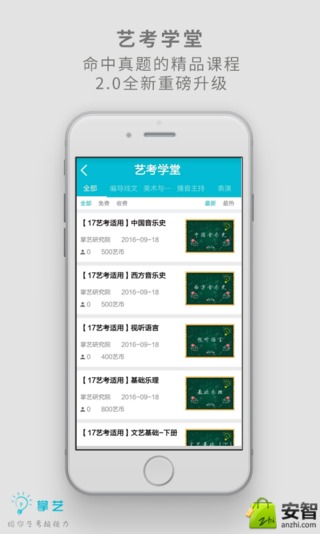 艺考学堂
命中真题的精品课程
2.0全新重磅升级
艺考学堂
全部 编导戏文 美术与一 播音主持 表演
全部 免费 收费 最新 最热
【17艺考适用】中国音乐史
掌艺研究院 2016-09-18
0 500艺币
中国音乐史
【17艺考适用】西方音乐史
掌艺研究院 2016-09-18
0 500艺币
西方音乐史
【17艺考适用】视听语言
掌艺研究院 2016-09-18
0 400艺币
视听语言
【17艺考适用】基础乐理
掌艺研究院 2016-09-18
0 800艺币
基础乐理
【17艺考适用】文艺基础-下册
掌艺
给你艺考超能力
安智
anzhi.com
Zhi